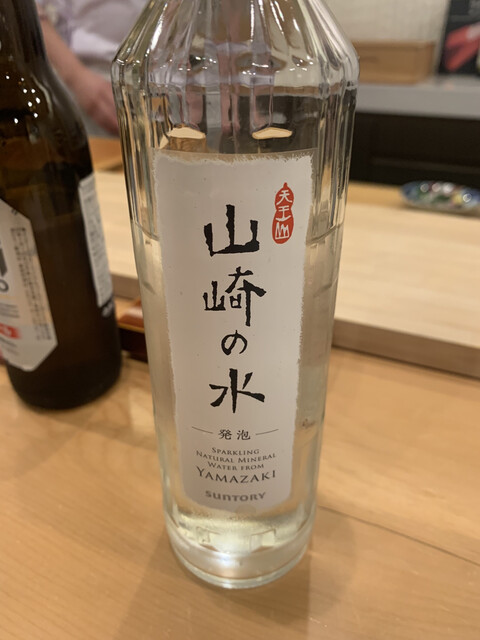 天王山
山崎の水
発泡
SPARKLING
NATURAL MINERAL
WATER FROM
YAMAZAKI
SUNTORY